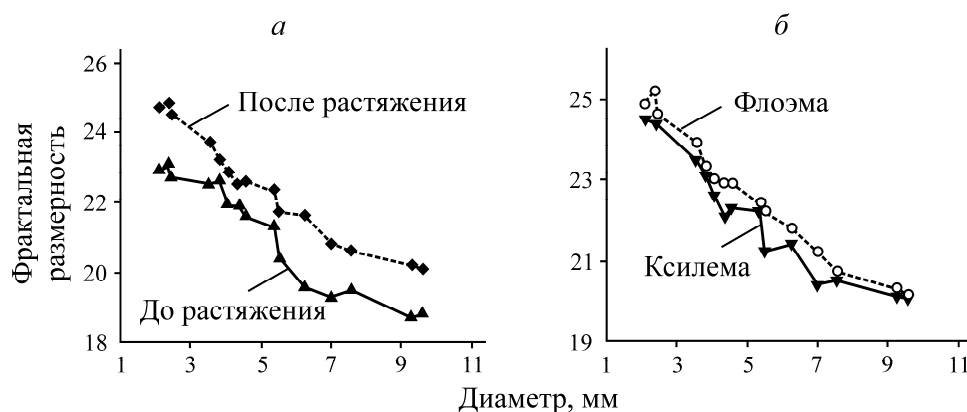 а
б
26
24
22
20
18
25
23
21
19
После растяжения
До растяжения
Флоэма
Ксилема
Фрактальная
размерность
1 3 5 7 9 11
1 3 5 7 9 11
Диаметр, мм